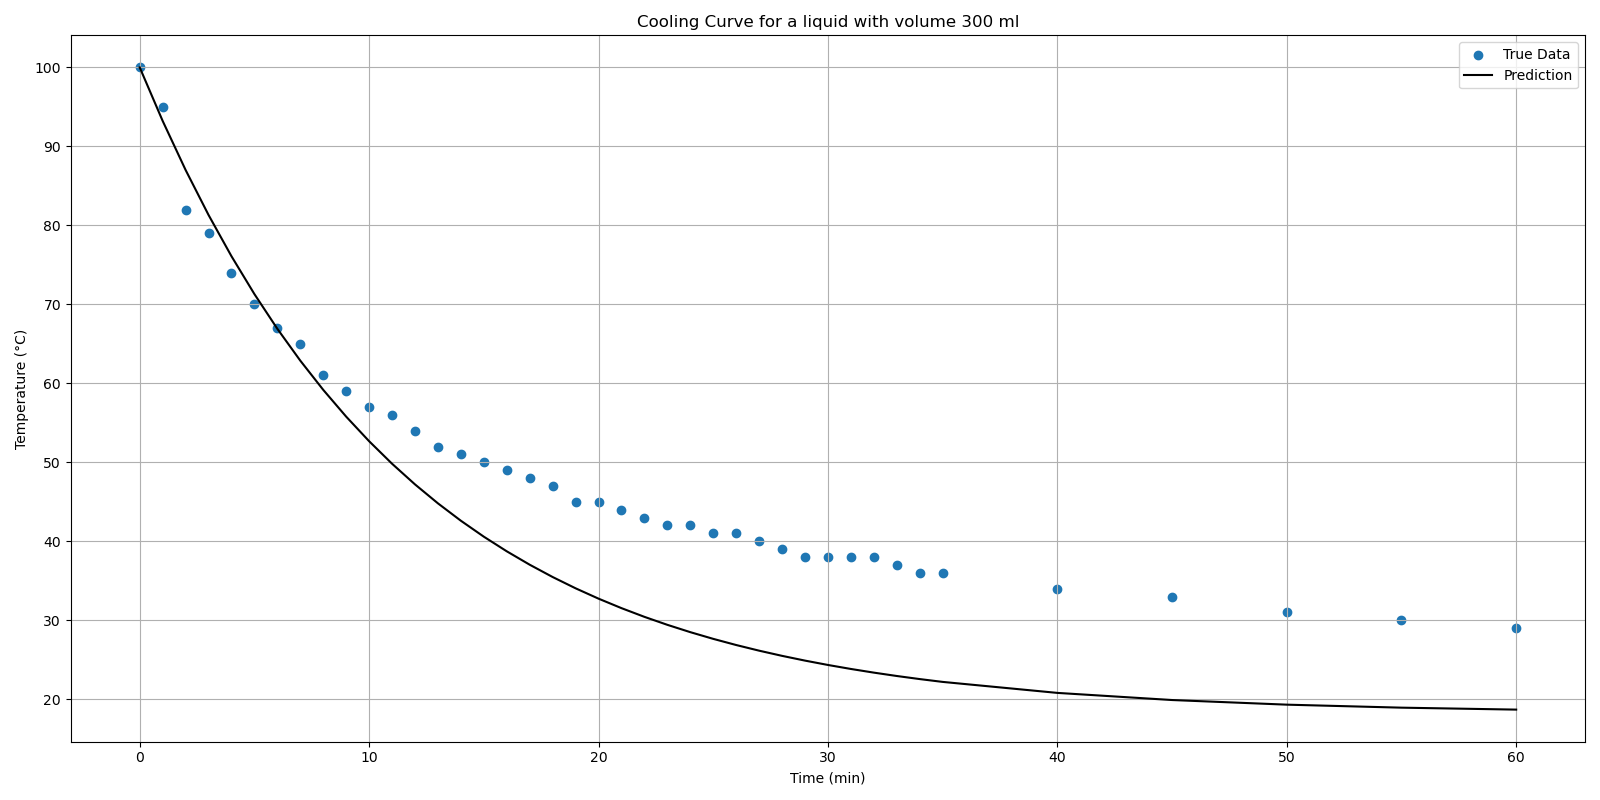 Cooling Curve for a liquid with volume 300 ml
True Data
Prediction
Temperature (°C)
100
90
80
70
60
50
40
30
20
0 10 20 30 40 50 60
Time (min)